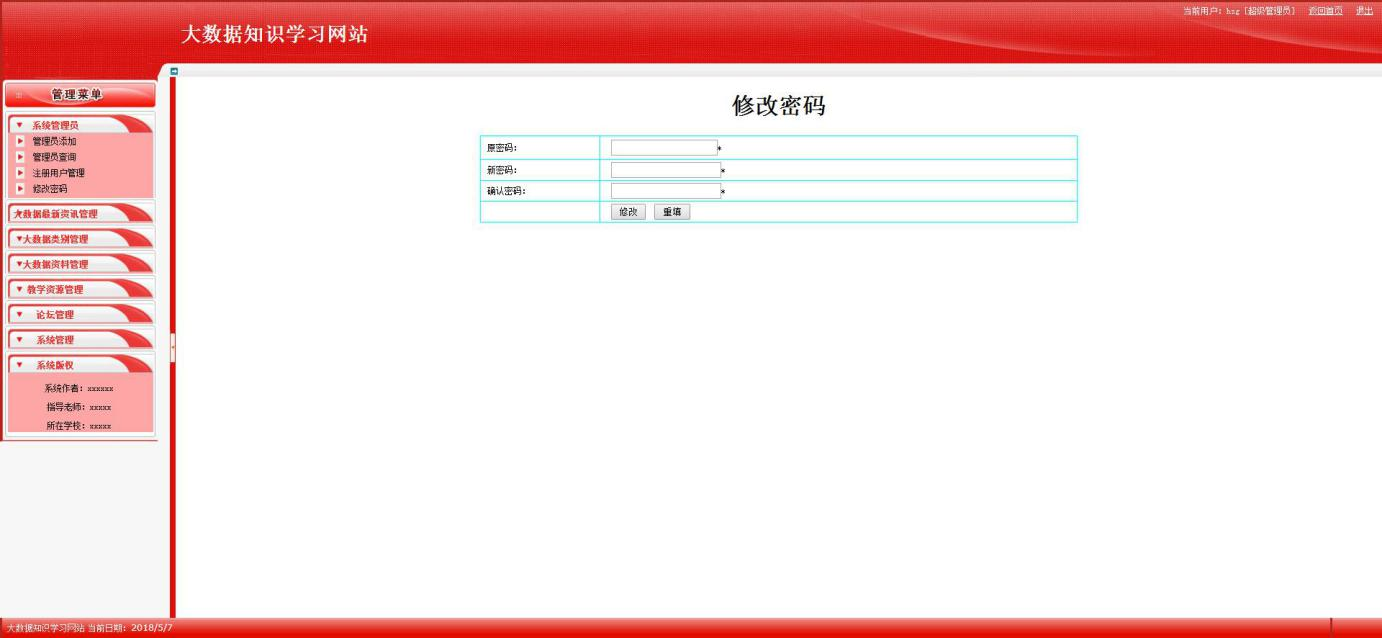 当前用户: hsg [超级管理员] 返回首页 退出
大数据知识学习网站
管理菜单
系统管理员
管理员添加
管理员查询
注册用户管理
修改密码
大数据最新资讯管理
大数据类别管理
大数据资料管理
教学资源管理
论坛管理
系统管理
系统版权
系统作者: xxxxxx
指导老师: xxxxx
所在学校: xxxxx
修改密码
原密码: *
新密码: *
确认密码: *
修改 重填
大数据知识学习网站 当前日期: 2018/5/7